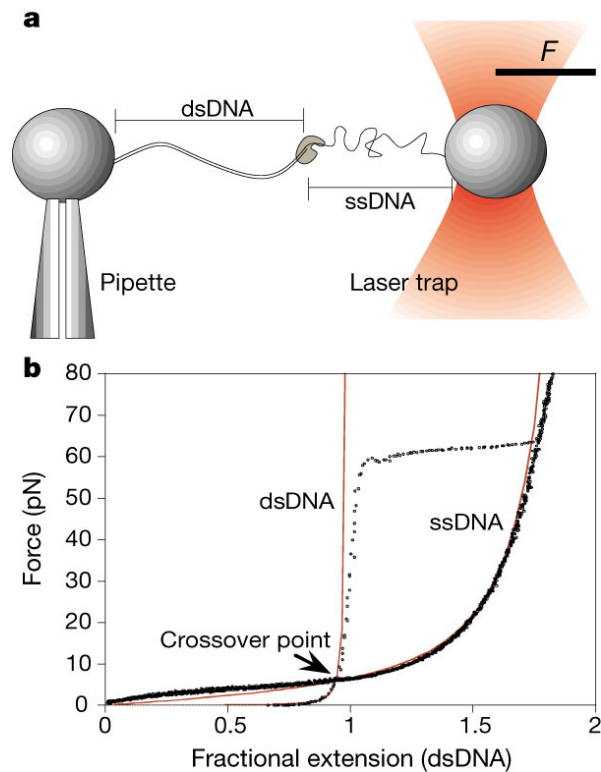 a
F
dsDNA
ssDNA
Pipette
Laser trap
b
80
70
60
50
40
30
20
10
0
Force (pN)
dsDNA
ssDNA
Crossover point
0
0.5
1
1.5
2
Fractional extension (dsDNA)